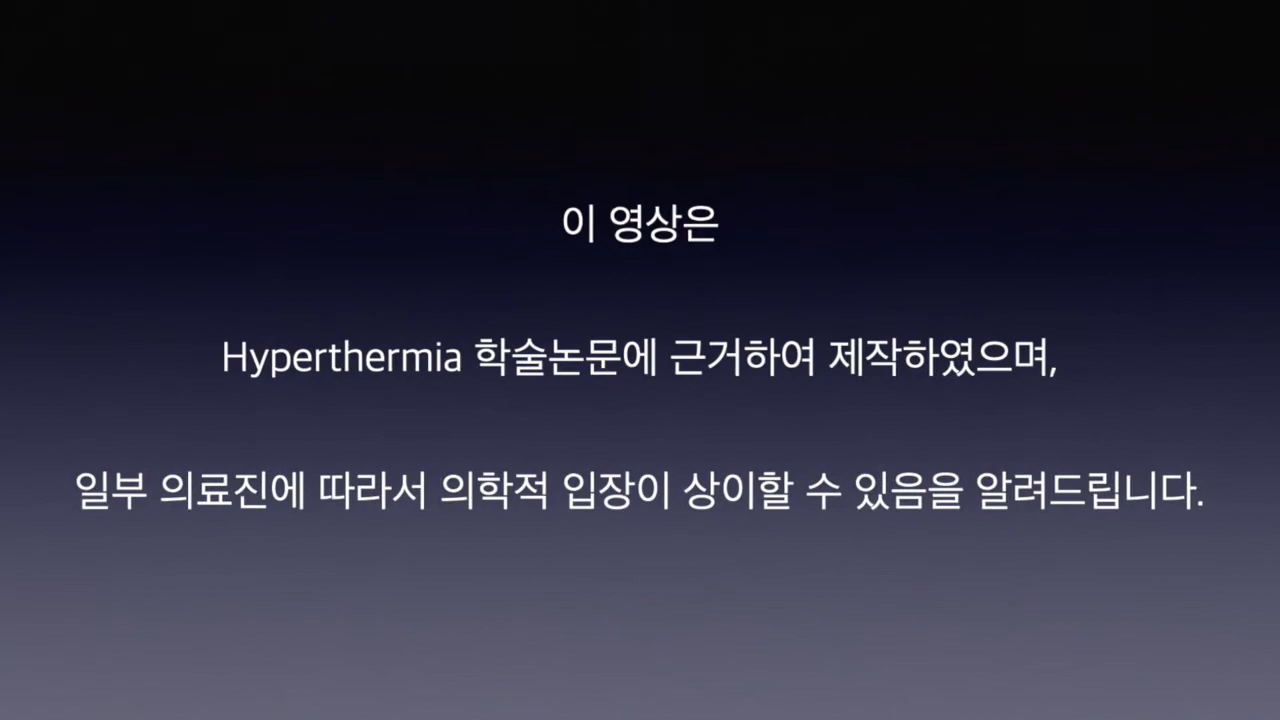 이 영상은
Hyperthermia 학술논문에 근거하여 제작하였으며,
일부 의료진에 따라서 의학적 입장이 상이할 수 있음을 알려드립니다.